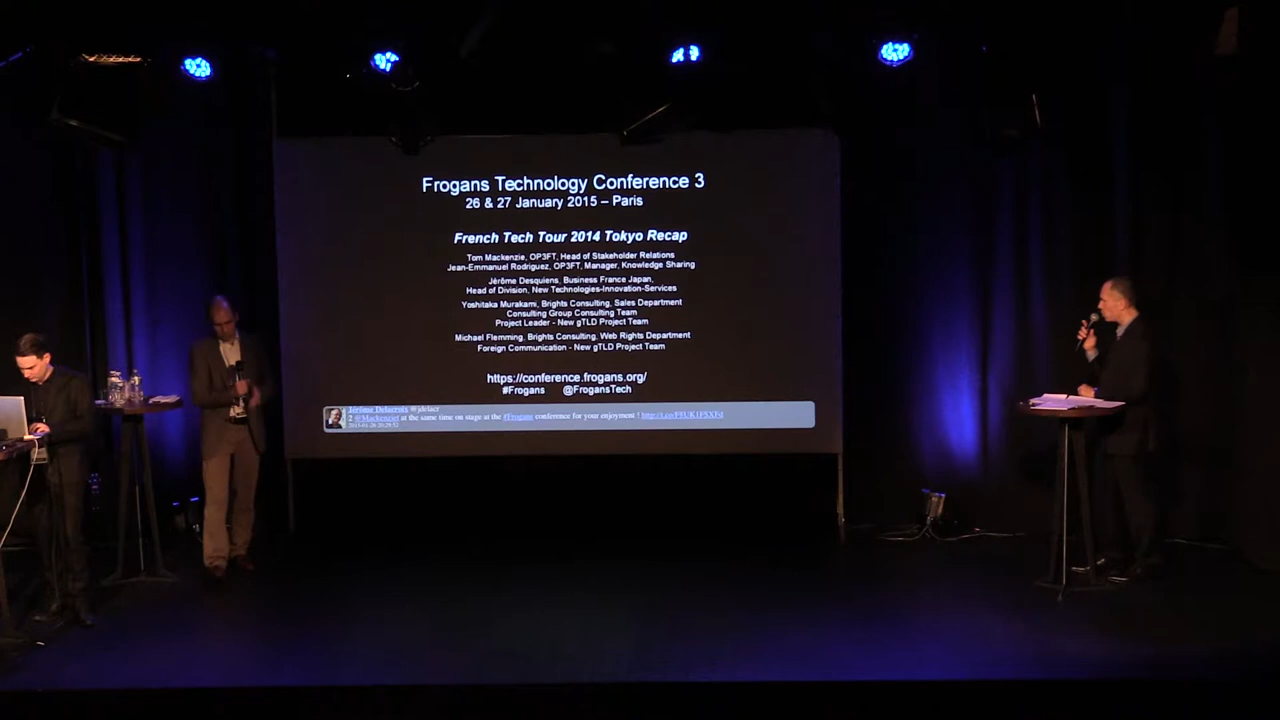 Frogans Technology Conference 3
26 & 27 January 2015 – Paris
French Tech Tour 2014 Tokyo Recap
Tom Mackenzie, OP3FT, Head of Stakeholder Relations
Jean-Emmanuel Rodriguez, OP3FT, Manager, Knowledge Sharing
Jérôme Desquiens, Business France Japan,
Head of Division, New Technologies-Innovation-Services
Yoshitaka Murakami, Brights Consulting, Sales Department
Consulting Group Consulting Team
Project Leader - New gTLD Project Team
Michael Flemming, Brights Consulting, Web Rights Department
Foreign Communication - New gTLD Project Team
https://conference.frogans.org/
#Frogans @FrogansTech
Jérôme Delacroix @jdelacr
2 @Mackenziet at the same time on stage at the #Frogans conference for your enjoyment !